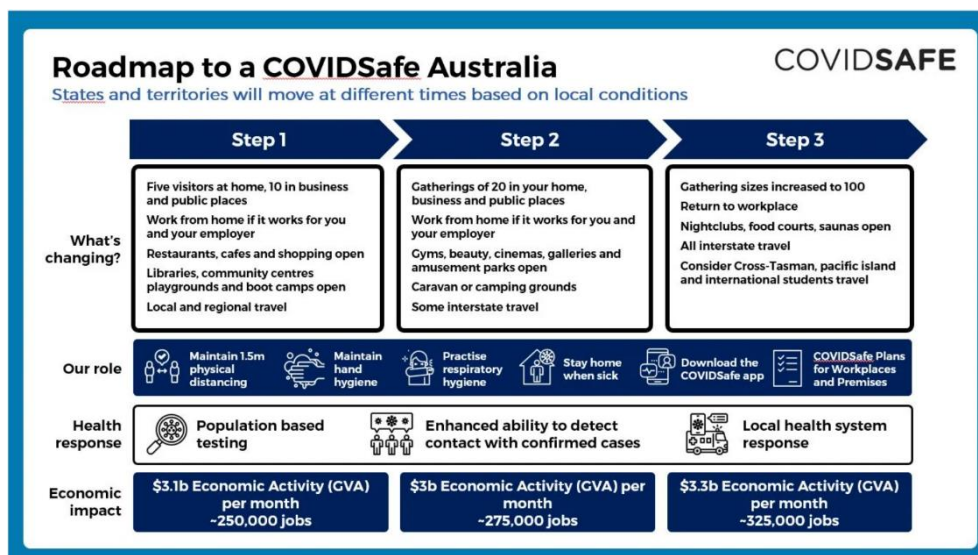 Roadmap to a COVIDSafe Australia
COVIDSAFE
States and territories will move at different times based on local conditions
Step 1
Step 2
Step 3
What's
changing?
Five visitors at home, 10 in business
and public places
Work from home if it works for you
and your employer
Restaurants, cafes and shopping open
Libraries, community centres
playgrounds and boot camps open
Local and regional travel
Gatherings of 20 in your home,
business and public places
Work from home if it works for you and
your employer
Gyms, beauty, cinemas, galleries and
amusement parks open
Caravan or camping grounds
Some interstate travel
Gathering sizes increased to 100
Return to workplace
Nightclubs, food courts, saunas open
All interstate travel
Consider Cross-Tasman, pacific island
and international students travel
Our role
Maintain 1.5m
physical
distancing
Maintain
hand
hygiene
Practise
respiratory
hygiene
Stay home
when sick
Download the
COVIDSafe app
COVIDSafe Plans
for Workplaces
and Premises
Health
response
Population based
testing
Enhanced ability to detect
contact with confirmed cases
Local health system
response
Economic
impact
$3.1b Economic Activity (GVA)
per month
~250,000 jobs
$3b Economic Activity (GVA) per
month
~275,000 jobs
$3.3b Economic Activity (GVA)
per month
~325,000 jobs